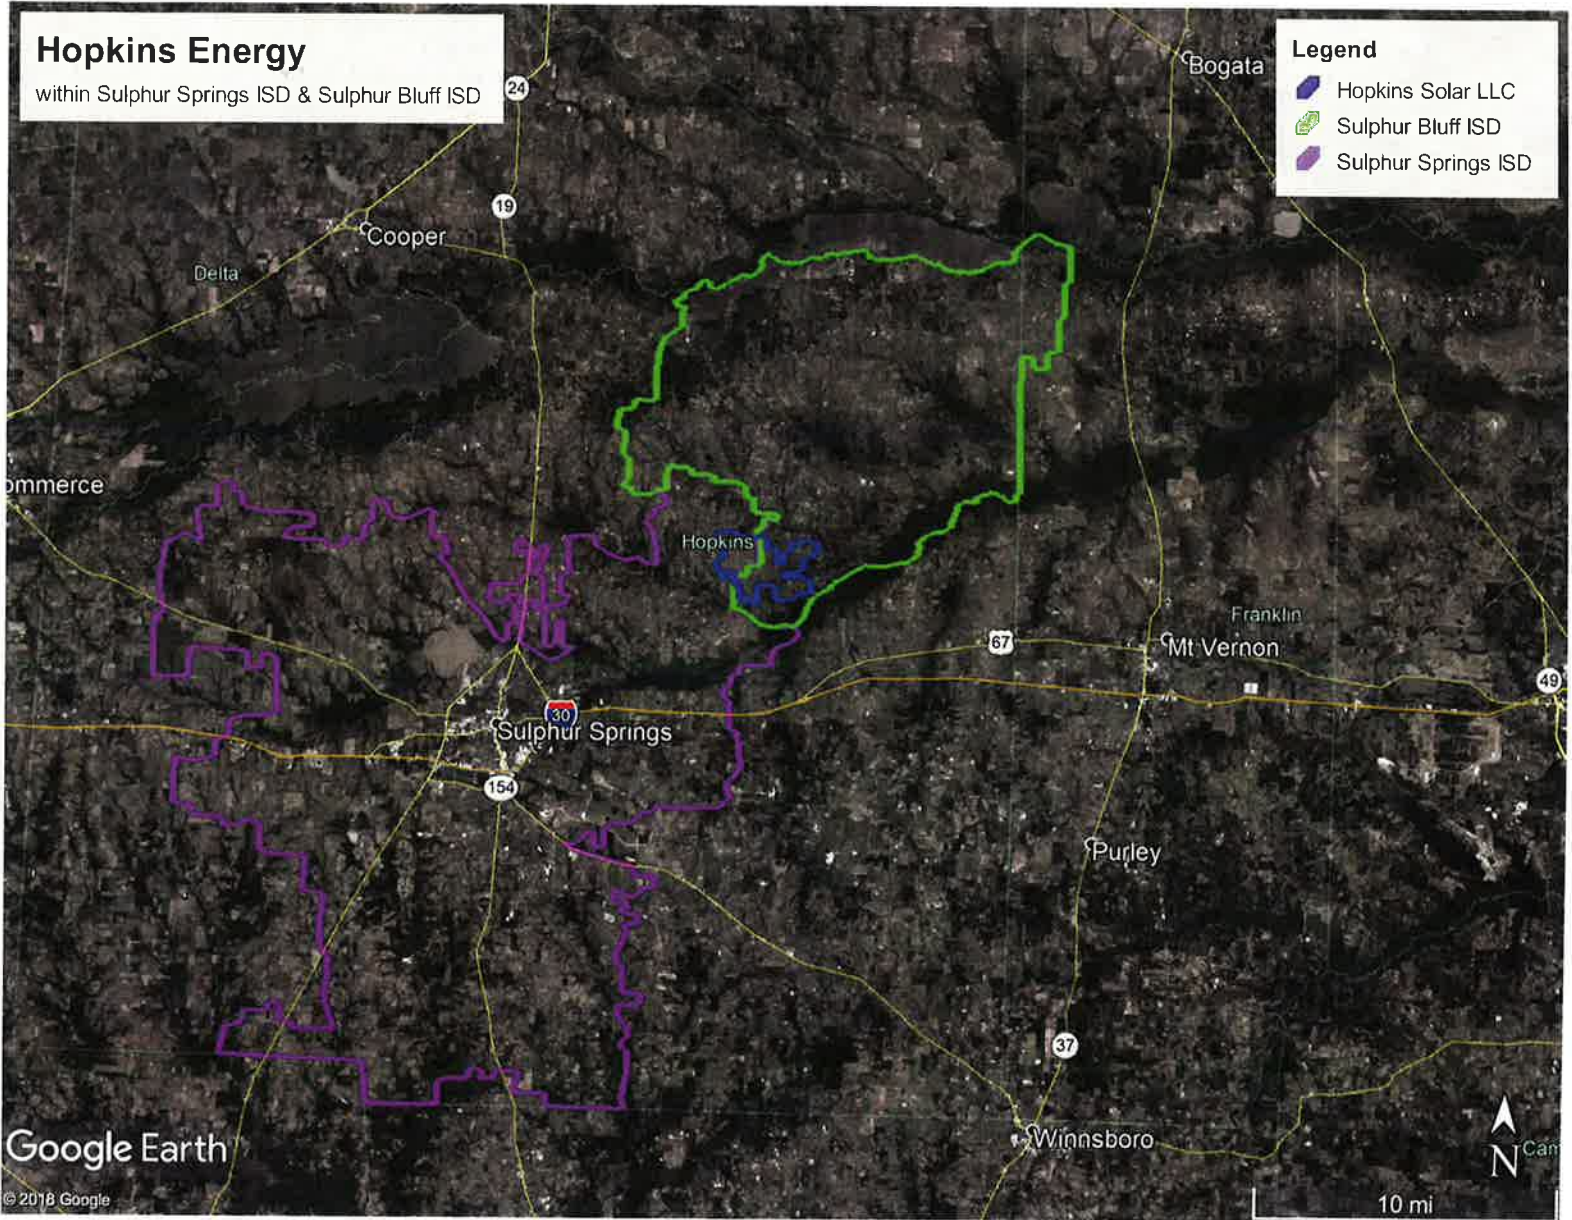 Hopkins Energy
within Sulphur Springs ISD & Sulphur Bluff ISD
Legend
Hopkins Solar LLC
Sulphur Bluff ISD
Sulphur Springs ISD
Bogata
24
19
Cooper
Delta
ommerce
Hopkins
Franklin
67
Mt Vernon
49
30
Sulphur Springs
154
Purley
37
Winnsboro
Google Earth
© 2018 Google
N
Cam
10 mi